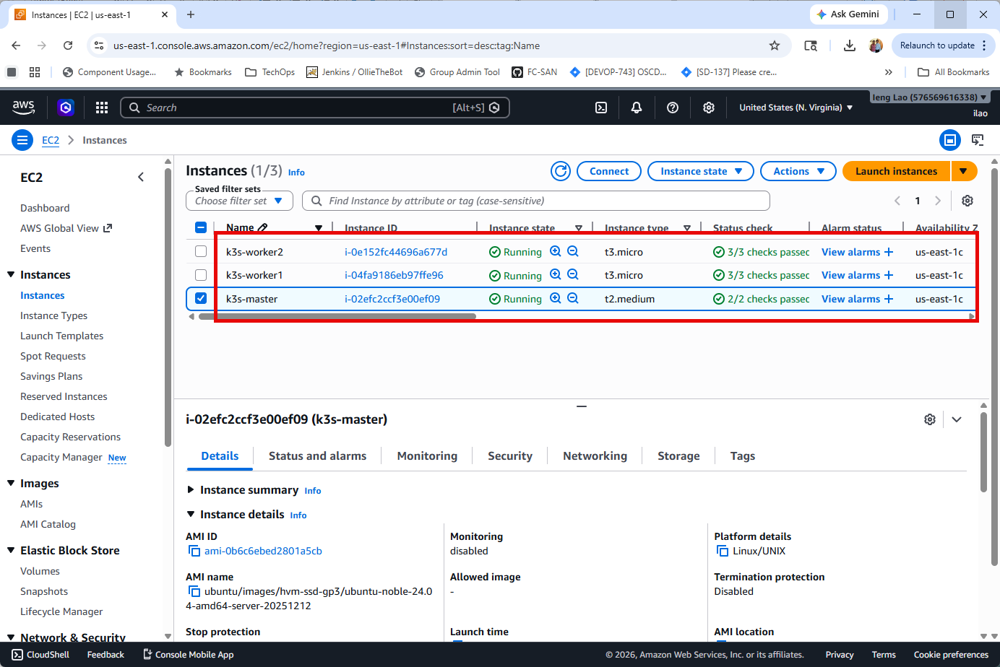 Instances | EC2 | us-east-1
Ask Gemini
us-east-1.console.aws.amazon.com/ec2/home?region=us-east-1#Instances:sort=desc:tag:Name
Relaunch to update
Component Usage...
Bookmarks
TechOps
Jenkins / OllieTheBot
Group Admin Tool
FC-SAN
[DEVOP-743] OSCD...
[SD-137] Please cre...
All Bookmarks
aws
Search
[Alt+S]
United States (N. Virginia)
Ieng Lao (576569616338)
ilao
EC2
Instances
EC2
Dashboard
AWS Global View
Events
Instances
Instances
Instance Types
Launch Templates
Spot Requests
Savings Plans
Reserved Instances
Dedicated Hosts
Capacity Reservations
Capacity Manager New
Images
AMIs
AMI Catalog
Elastic Block Store
Volumes
Snapshots
Lifecycle Manager
Network & Security
Instances (1/3) Info
Connect
Instance state
Actions
Launch instances
Saved filter sets
Choose filter set
Find Instance by attribute or tag (case-sensitive)
1
Name Instance ID Instance state Instance type Status check Alarm status Availability Z
k3s-worker2 i-0e152fc44696a677d Running t3.micro 3/3 checks passec View alarms us-east-1c
k3s-worker1 i-04fa9186eb97ffe96 Running t3.micro 3/3 checks passec View alarms us-east-1c
k3s-master i-02efc2ccf3e00ef09 Running t2.medium 2/2 checks passec View alarms us-east-1c
i-02efc2ccf3e00ef09 (k3s-master)
Details
Status and alarms
Monitoring
Security
Networking
Storage
Tags
Instance summary Info
Instance details Info
AMI ID
ami-0b6c6ebed2801a5cb
Monitoring
disabled
Platform details
Linux/UNIX
AMI name
ubuntu/images/hvm-ssd-gp3/ubuntu-noble-24.0
4-amd64-server-20251212
Allowed image
-
Termination protection
Disabled
Stop protection
Launch time
AMI location
CloudShell
Feedback
Console Mobile App
© 2026, Amazon Web Services, Inc. or its affiliates.
Privacy
Terms
Cookie preferences